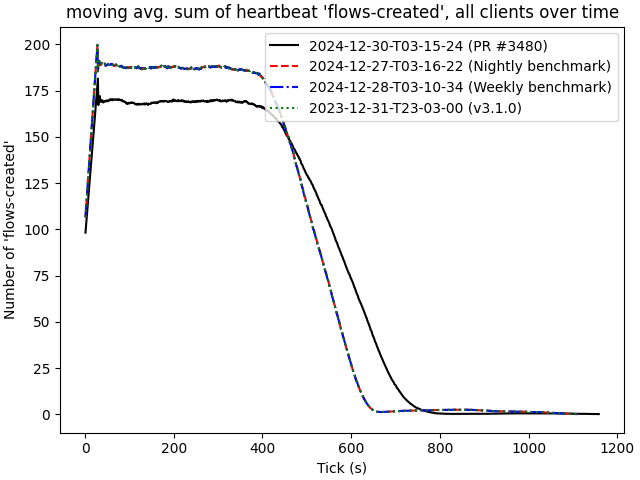 moving avg. sum of heartbeat 'flows-created', all clients over time
2024-12-30-T03-15-24 (PR #3480)
2024-12-27-T03-16-22 (Nightly benchmark)
2024-12-28-T03-10-34 (Weekly benchmark)
2023-12-31-T23-03-00 (v3.1.0)
Number of 'flows-created'
200
175
150
125
100
75
50
25
0
0 200 400 600 800 1000 1200
Tick (s)